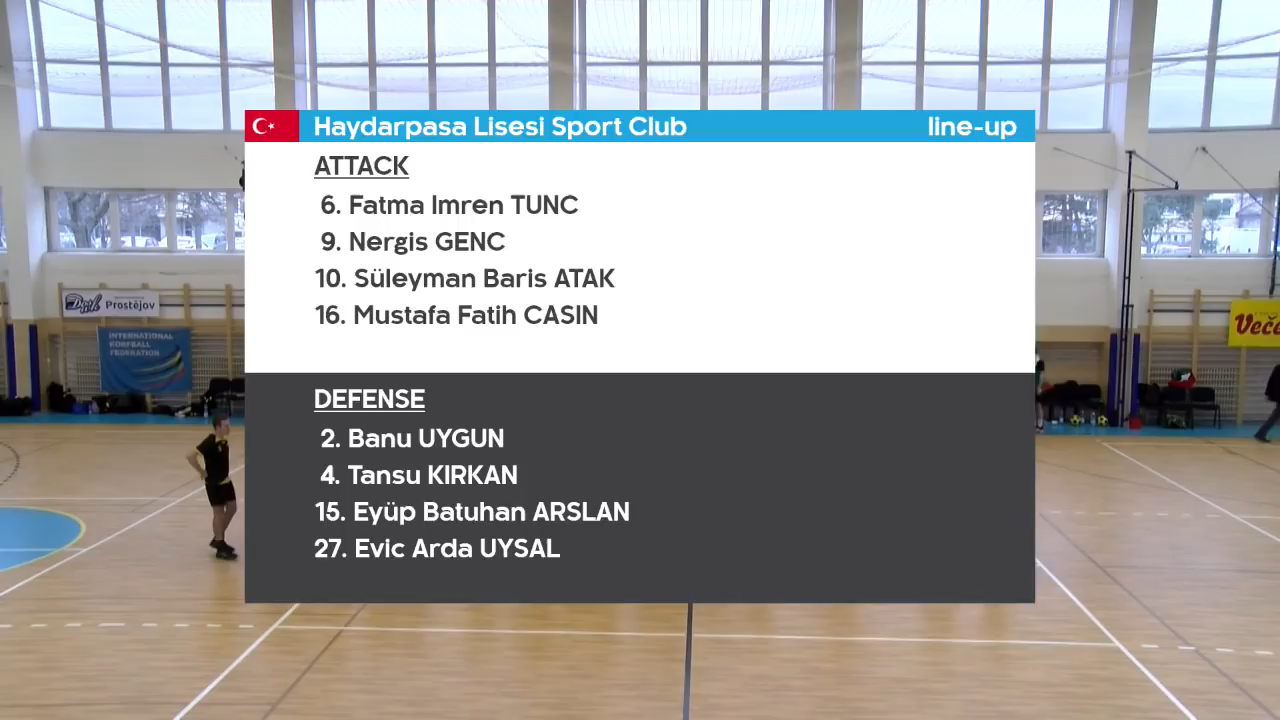 Haydarpasa Lisesi Sport Club line-up
ATTACK
6. Fatma Imren TUNC
9. Nergis GENC
10. Süleyman Baris ATAK
16. Mustafa Fatih CASIN
DEFENSE
2. Banu UYGUN
4. Tansu KIRKAN
15. Eyüp Batuhan ARSLAN
27. Evic Arda UYSAL
Prostějov
INTERNATIONAL
KORFBALL
FEDERATION